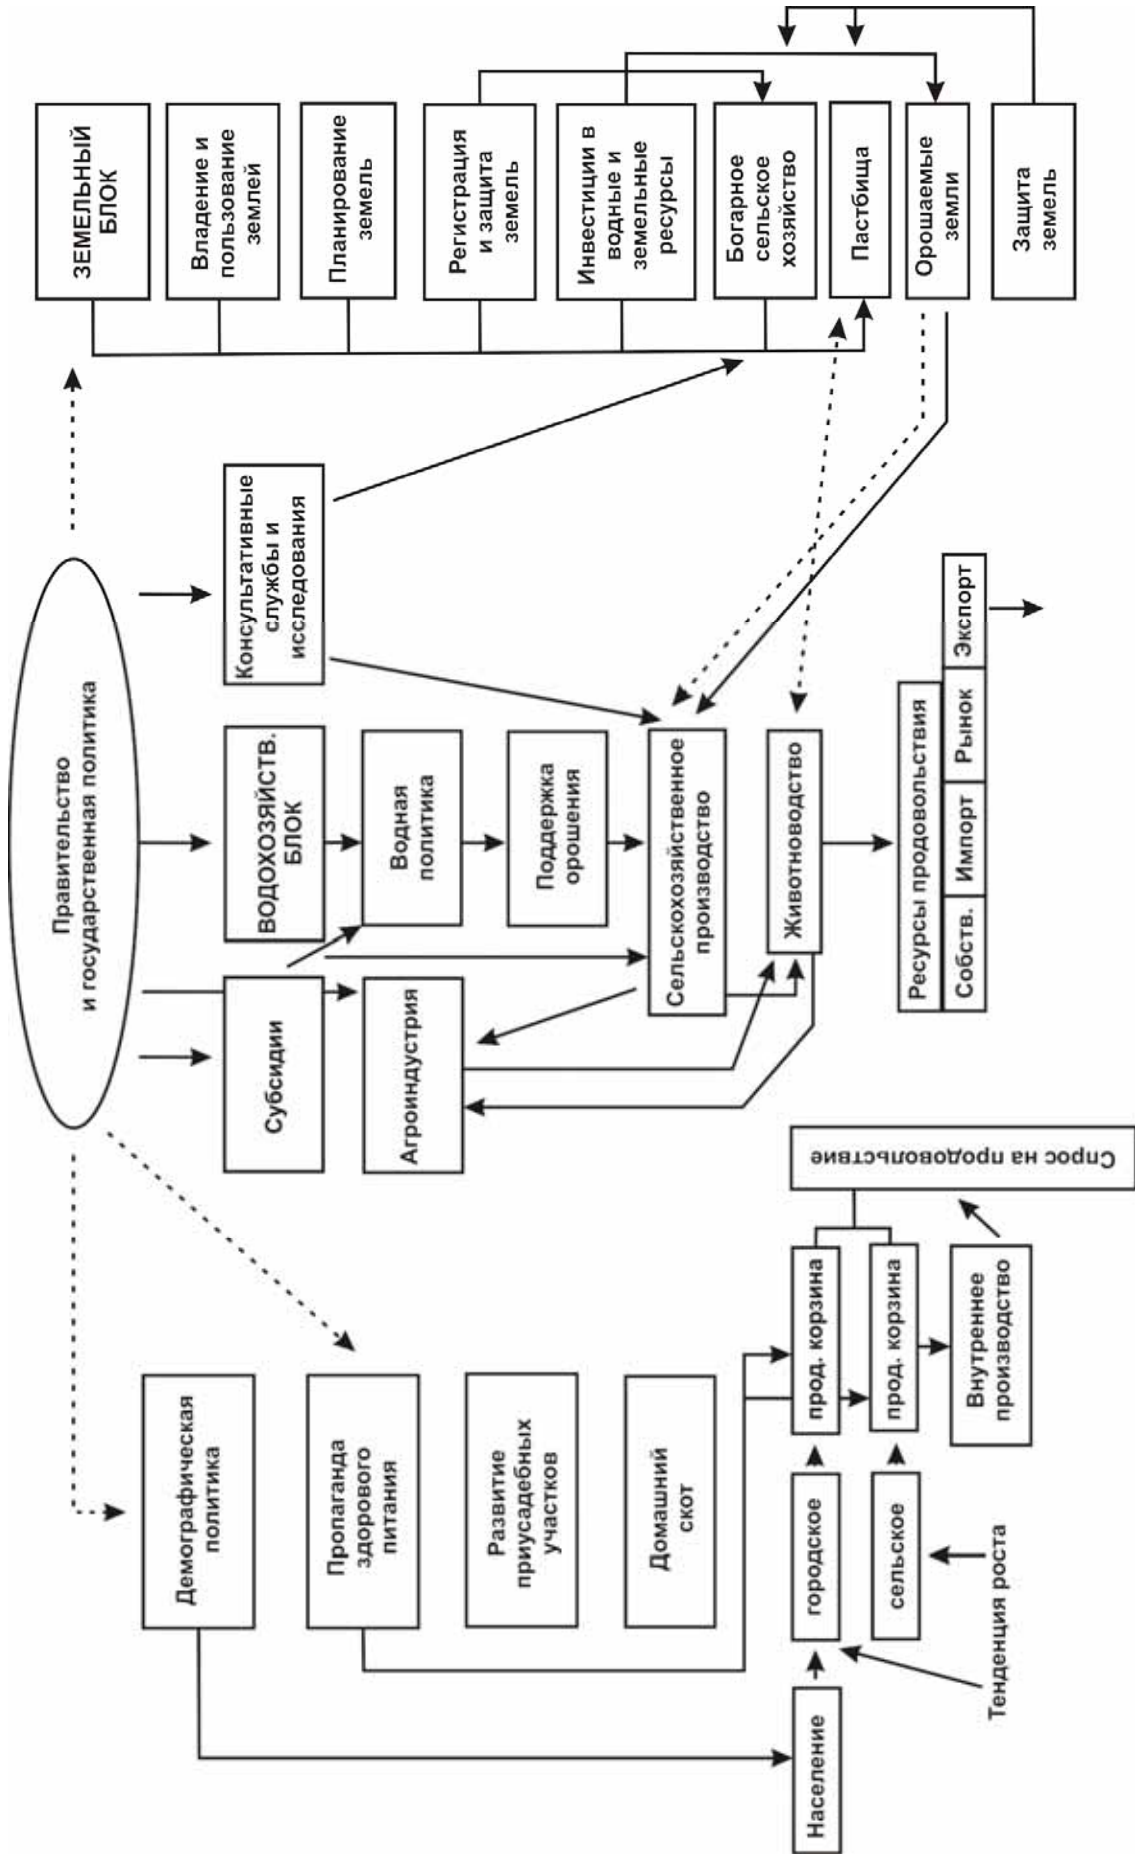 Правительство
и государственная политика
Демографическая
политика
Пропаганда
здорового
питания
Развитие
приусадебных
участков
Домашний
скот
Население
городское
сельское
Тенденция роста
прод. корзина
прод. корзина
Внутреннее
производство
Спрос на продовольствие
Субсидии
Агроиндустрия
ВОДОХОЗЯЙСТВ.
БЛОК
Водная
политика
Поддержка
орошения
Сельскохозяйственное
производство
Животноводство
Ресурсы продовольствия
Собств.
Импорт
Рынок
Экспорт
Консультативные
службы и
исследования
ЗЕМЕЛЬНЫЙ
БЛОК
Владение и
пользование
землей
Планирование
земель
Регистрация
и защита
земель
Инвестиции в
водные и
земельные
ресурсы
Богарное
сельское
хозяйство
Пастбища
Орошаемые
земли
Защита
земель